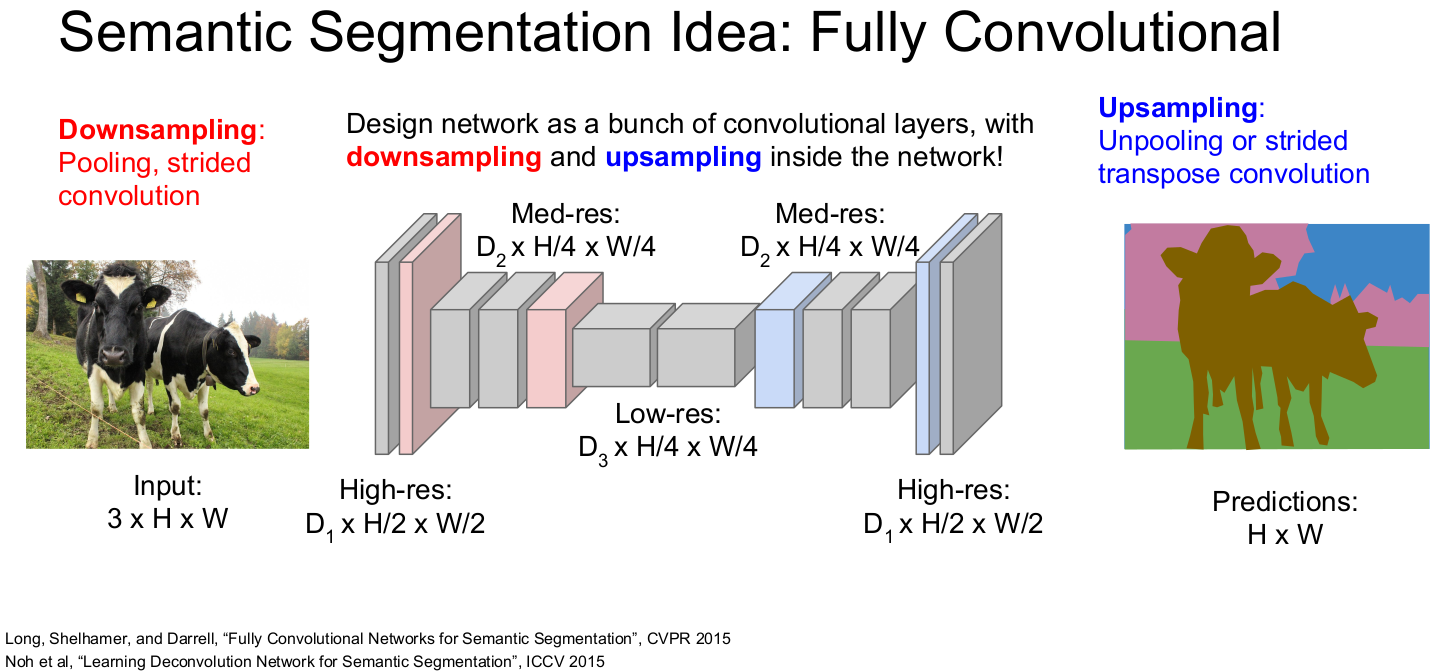 Semantic Segmentation Idea: Fully Convolutional
Downsampling:
Pooling, strided
convolution
Design network as a bunch of convolutional layers, with
downsampling and upsampling inside the network!
Upsampling:
Unpooling or strided
transpose convolution
Med-res:
D2 x H/4 x W/4
Med-res:
D2 x H/4 x W/4
Low-res:
D3 x H/4 x W/4
Input:
3 x H x W
High-res:
D1 x H/2 x W/2
High-res:
D1 x H/2 x W/2
Predictions:
H x W
Long, Shelhamer, and Darrell, “Fully Convolutional Networks for Semantic Segmentation”, CVPR 2015
Noh et al, “Learning Deconvolution Network for Semantic Segmentation”, ICCV 2015